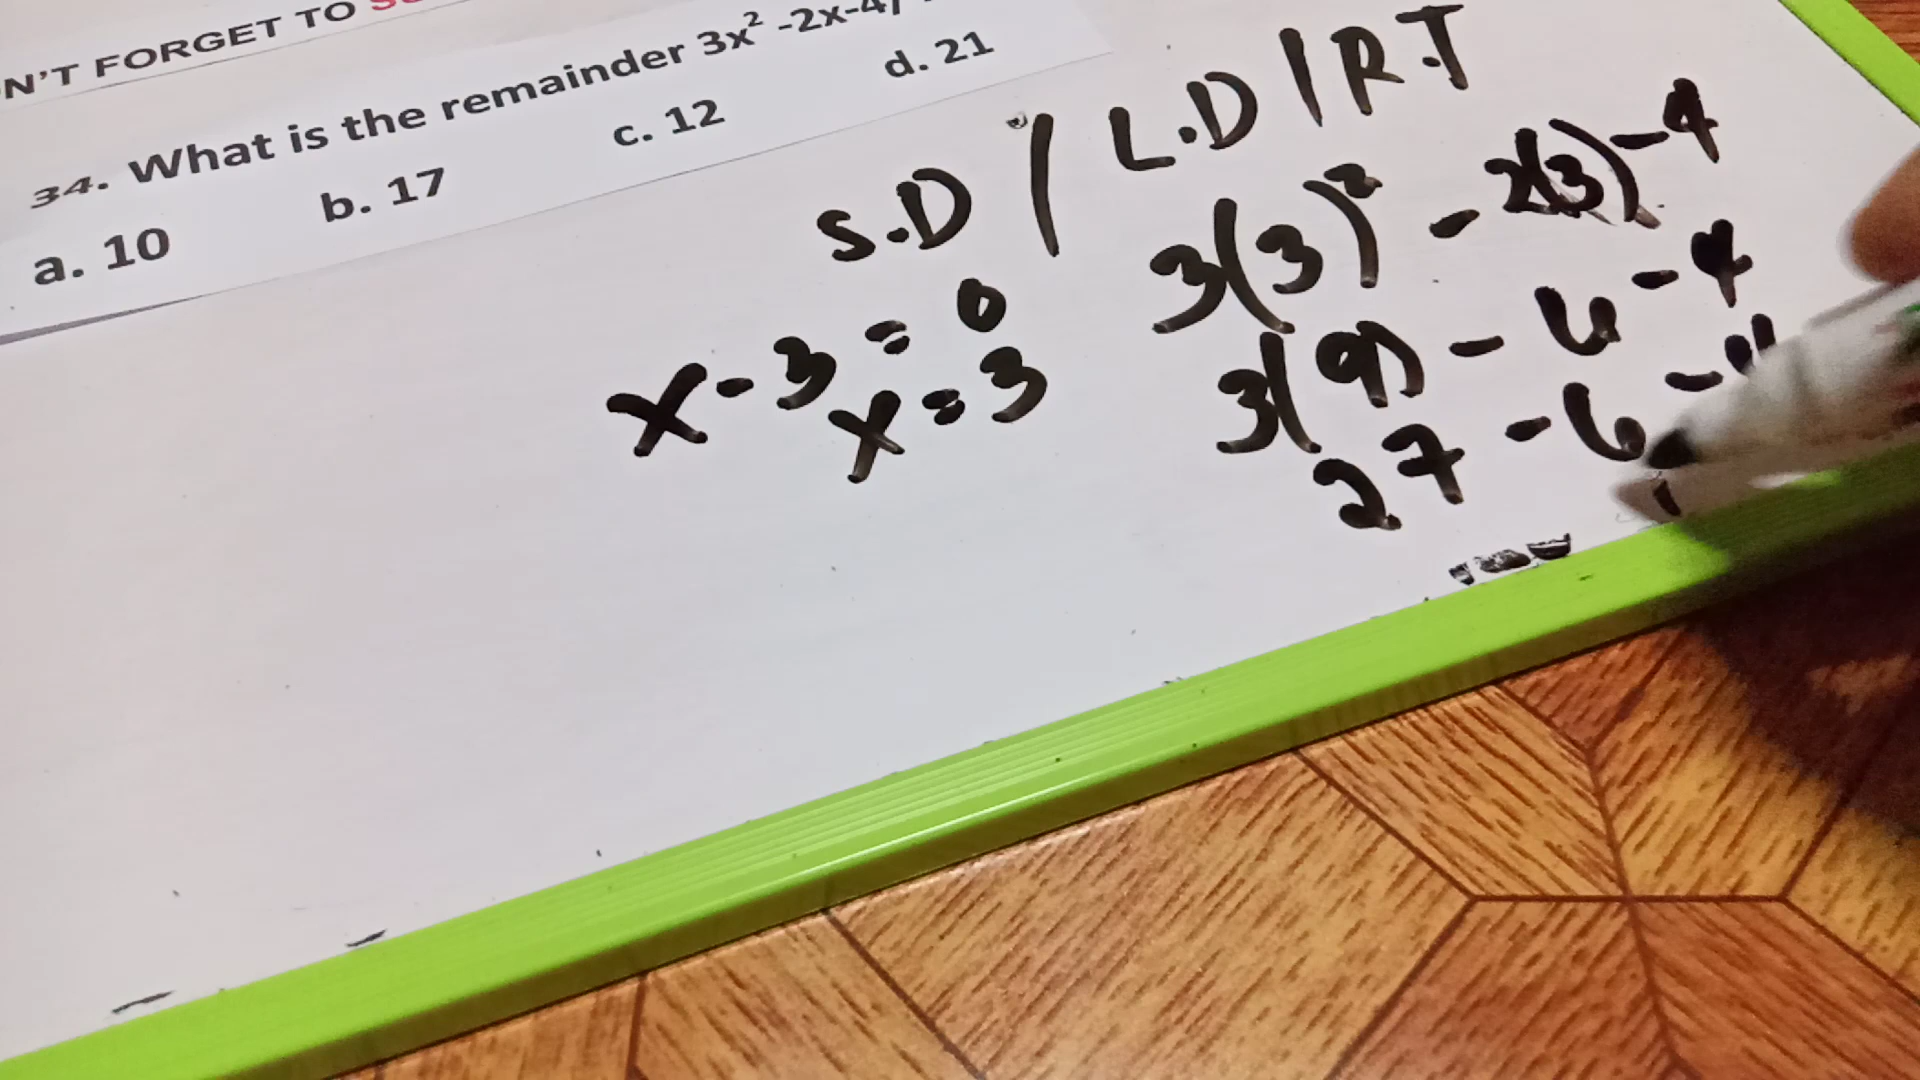 N'T FORGET TO
34. What is the remainder 3x² -2x-4
a. 10 b. 17 c. 12 d. 21
S.D / L.D / R.T
x - 3 = 0
x = 3
3(3)² - 2(3) - 4
3(9) - 6 - 4
27 - 6 - 4